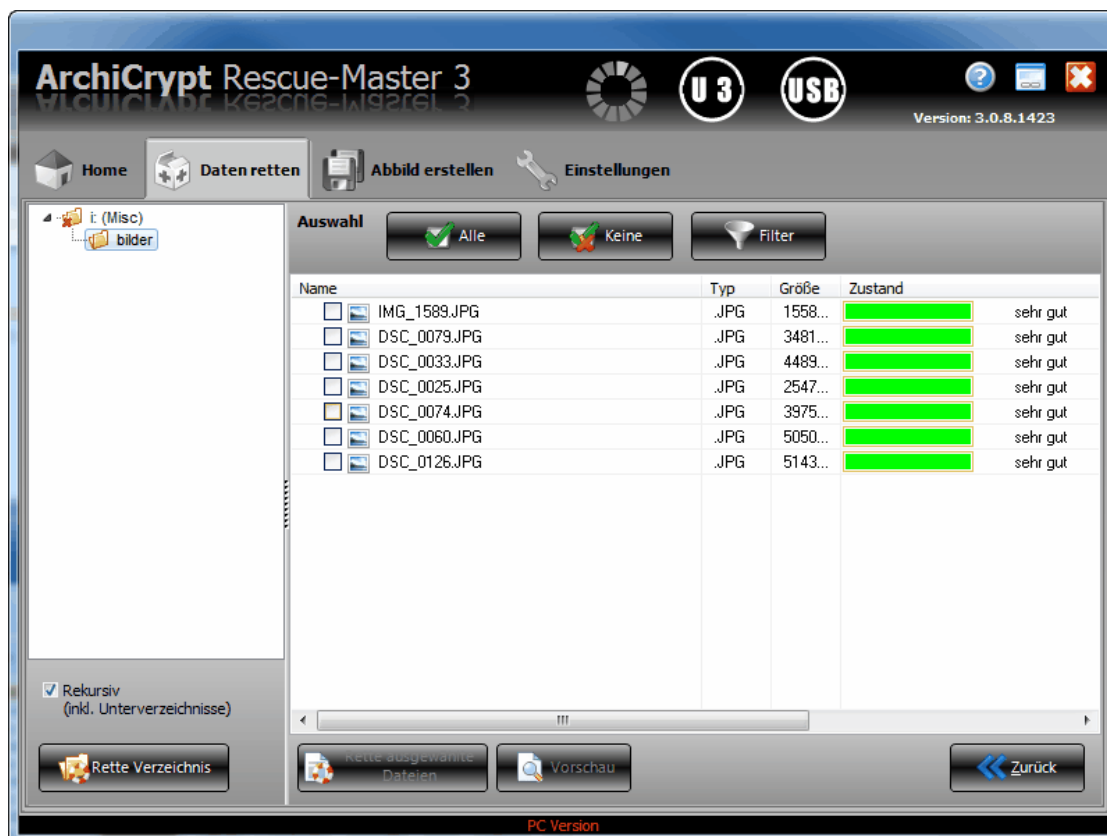 ArchiCrypt Rescue-Master 3
U 3
USB
?
Version: 3.0.8.1423
Home
Daten retten
Abbild erstellen
Einstellungen
i: (Misc)
bilder
Auswahl
Alle
Keine
Filter
Name Typ Größe Zustand
IMG_1589.JPG .JPG 1558... sehr gut
DSC_0079.JPG .JPG 3481... sehr gut
DSC_0033.JPG .JPG 4489... sehr gut
DSC_0025.JPG .JPG 2547... sehr gut
DSC_0074.JPG .JPG 3975... sehr gut
DSC_0060.JPG .JPG 5050... sehr gut
DSC_0126.JPG .JPG 5143... sehr gut
Rekursiv
(inkl. Unterverzeichnisse)
Rette Verzeichnis
Rette ausgewählte
Dateien
Vorschau
Zurück
PC Version